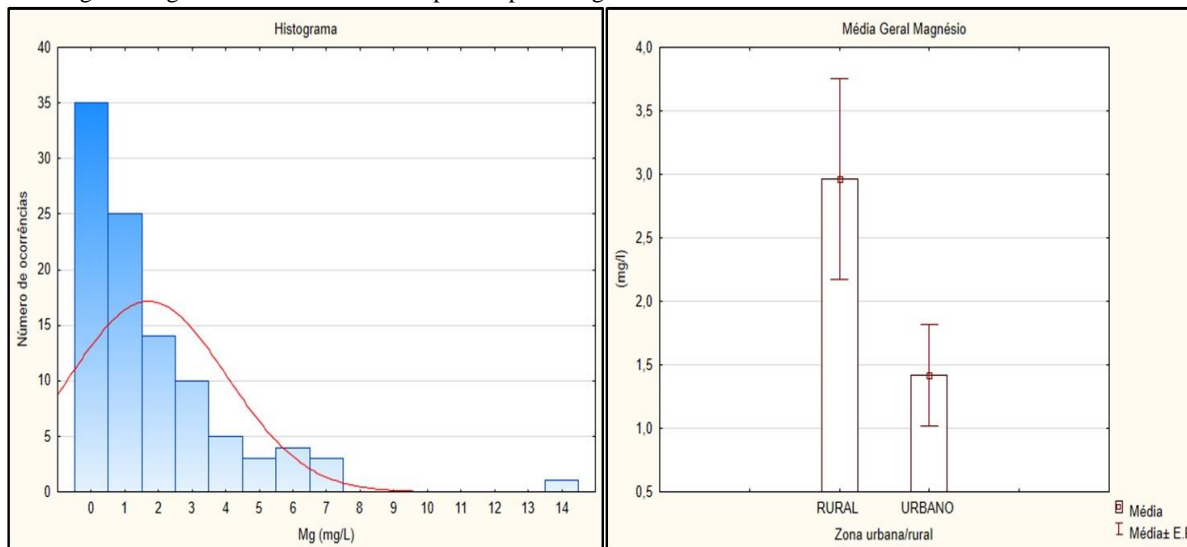 Histograma
40
35
30
25
20
15
10
5
0
Número de ocorrências
0 1 2 3 4 5 6 7 8 9 10 11 12 13 14
Mg (mg/L)
Média Geral Magnésio
4,0
3,5
3,0
2,5
2,0
1,5
1,0
0,5
(mg/l)
RURAL URBANO
Zona urbana/rural
Média
Média± E.